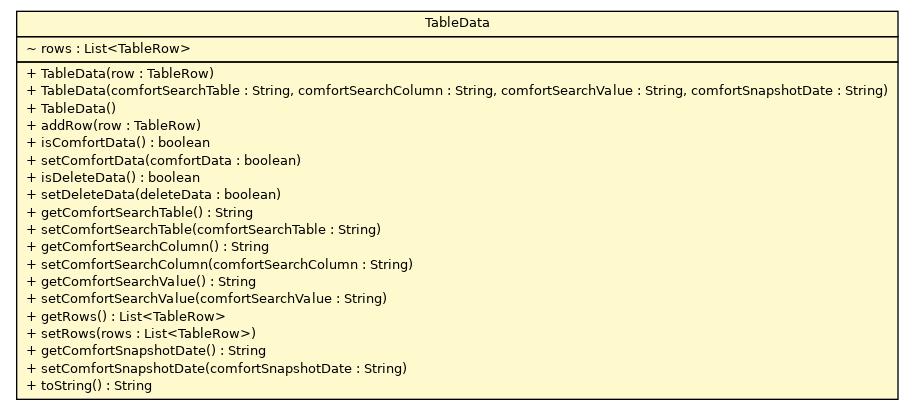 TableData
~ rows : List<TableRow>
+ TableData(row : TableRow)
+ TableData(comfortSearchTable : String, comfortSearchColumn : String, comfortSearchValue : String, comfortSnapshotDate : String)
+ TableData()
+ addRow(row : TableRow)
+ isComfortData() : boolean
+ setComfortData(comfortData : boolean)
+ isDeleteData() : boolean
+ setDeleteData(deleteData : boolean)
+ getComfortSearchTable() : String
+ setComfortSearchTable(comfortSearchTable : String)
+ getComfortSearchColumn() : String
+ setComfortSearchColumn(comfortSearchColumn : String)
+ getComfortSearchValue() : String
+ setComfortSearchValue(comfortSearchValue : String)
+ getRows() : List<TableRow>
+ setRows(rows : List<TableRow>)
+ getComfortSnapshotDate() : String
+ setComfortSnapshotDate(comfortSnapshotDate : String)
+ toString() : String